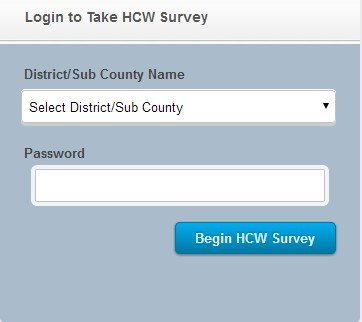 Login to Take HCW Survey
District/Sub County Name
Select District/Sub County
Password
Begin HCW Survey